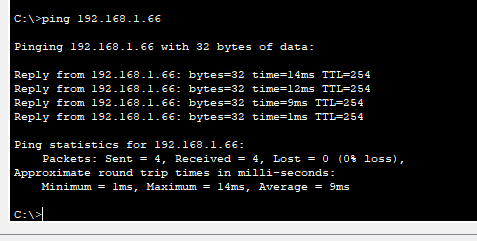 C:\>ping 192.168.1.66
Pinging 192.168.1.66 with 32 bytes of data:
Reply from 192.168.1.66: bytes=32 time=14ms TTL=254
Reply from 192.168.1.66: bytes=32 time=12ms TTL=254
Reply from 192.168.1.66: bytes=32 time=9ms TTL=254
Reply from 192.168.1.66: bytes=32 time=1ms TTL=254
Ping statistics for 192.168.1.66:
Packets: Sent = 4, Received = 4, Lost = 0 (0% loss),
Approximate round trip times in milli-seconds:
Minimum = 1ms, Maximum = 14ms, Average = 9ms
C:\>